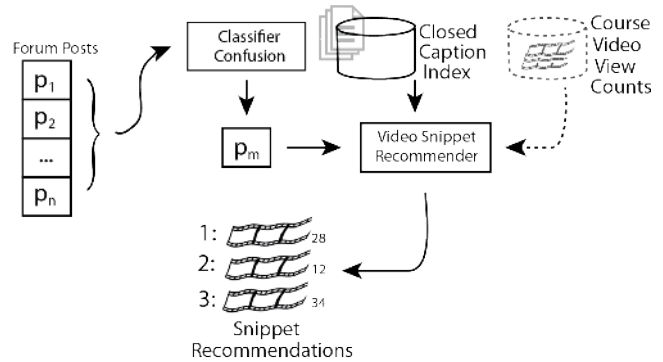 Forum Posts
p1
p2
...
pn
Classifier
Confusion
pm
Closed
Caption
Index
Course
Video
View
Counts
Video Snippet
Recommender
1: 28
2: 12
3: 34
Snippet
Recommendations